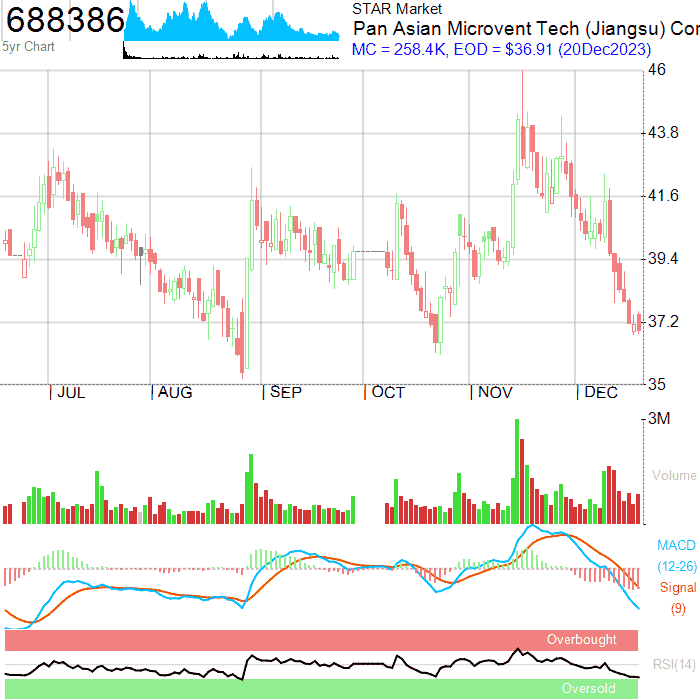 688386
5yr Chart
STAR Market
Pan Asian Microvent Tech (Jiangsu) Cor
MC = 258.4K, EOD = $36.91 (20Dec2023)
46
43.8
41.6
39.4
37.2
35
JUL
AUG
SEP
OCT
NOV
DEC
3M
Volume
MACD
(12-26)
Signal
(9)
Overbought
RSI(14)
Oversold